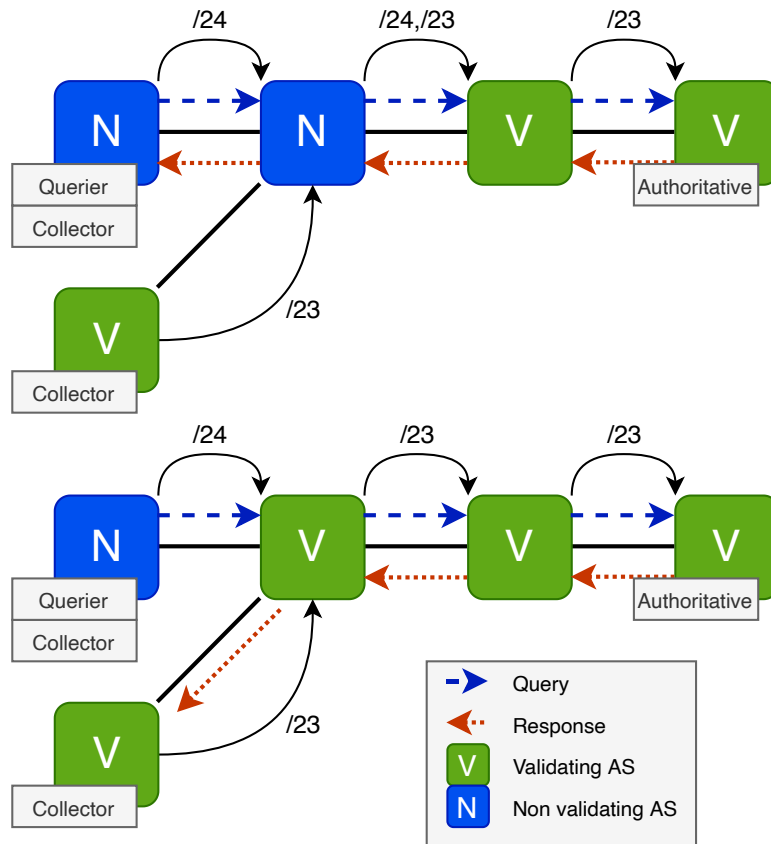 /24
/24,/23
/23
N
N
V
V
Querier
Collector
Authoritative
V
Collector
/23
/24
/23
/23
N
V
V
V
Querier
Collector
Authoritative
V
Collector
/23
Query
Response
V Validating AS
N Non validating AS